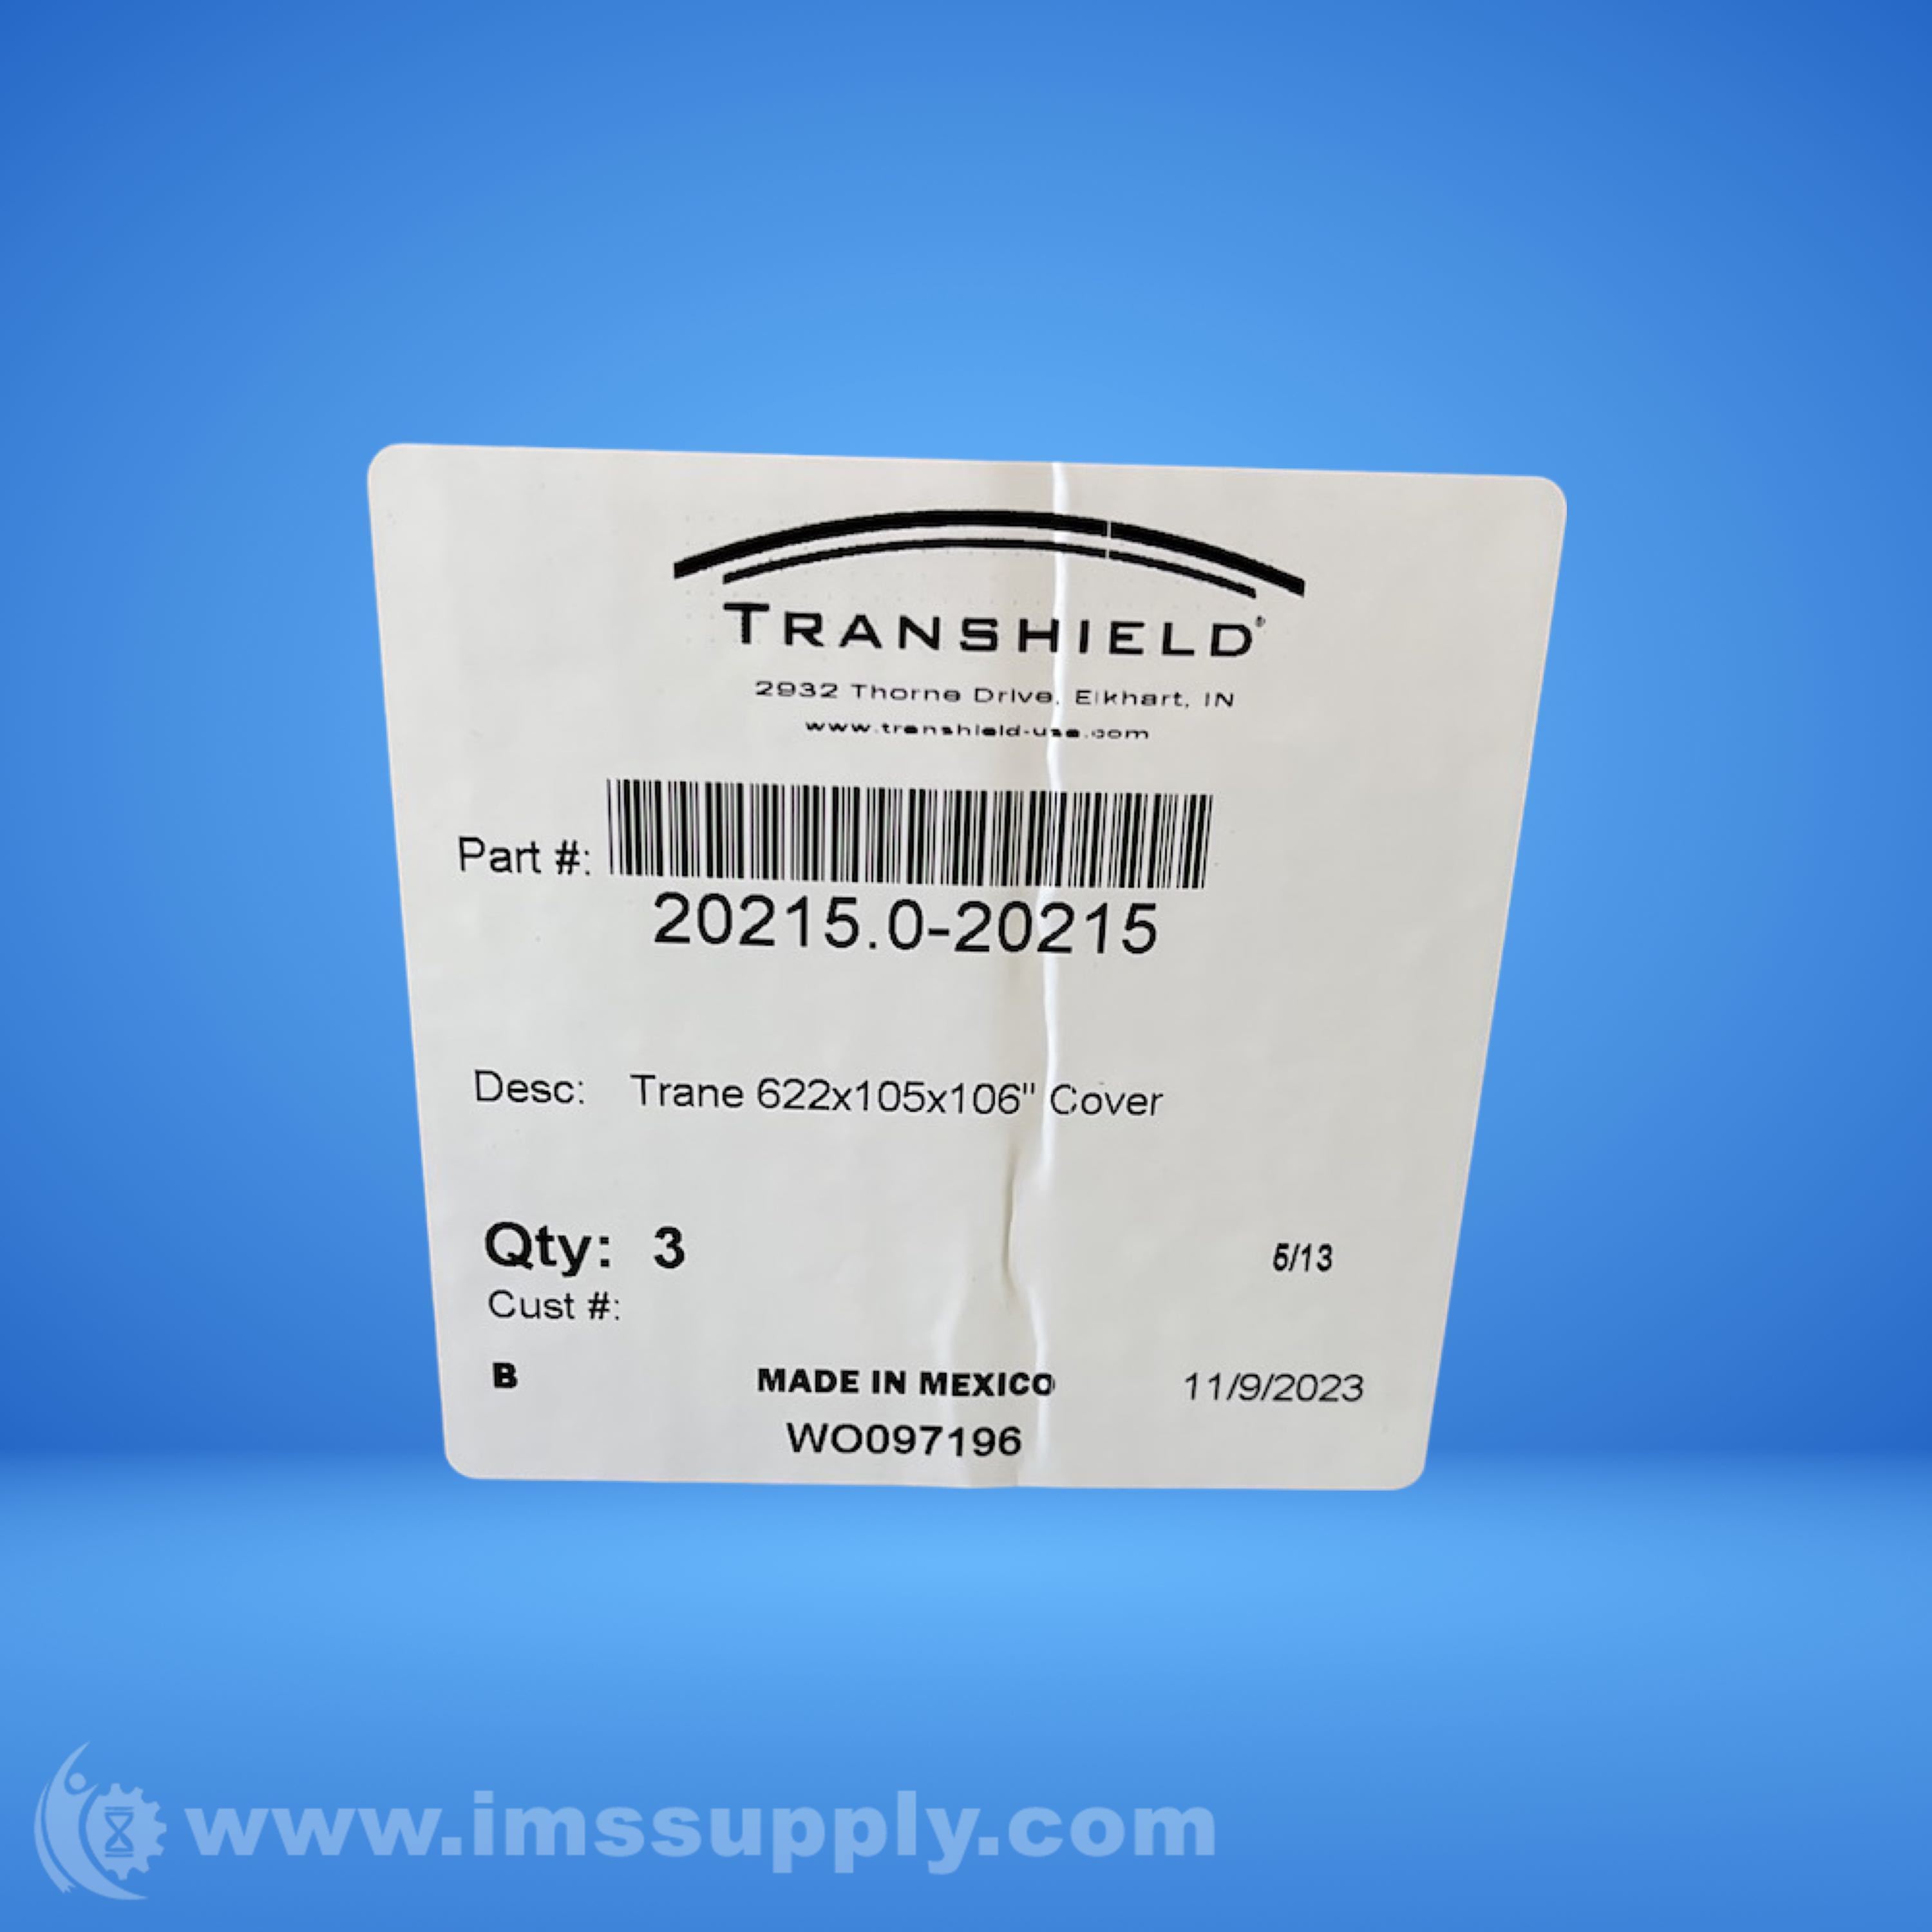 TRANSHIELD®
2932 Thorne Drive, Elkhart, IN
www.transhield-usa.com
Part #:
20215.0-20215
Desc: Trane 622x105x106" Cover
Qty: 3 5/13
Cust #:
B MADE IN MEXICO 11/9/2023
WO097196
www.imssupply.com